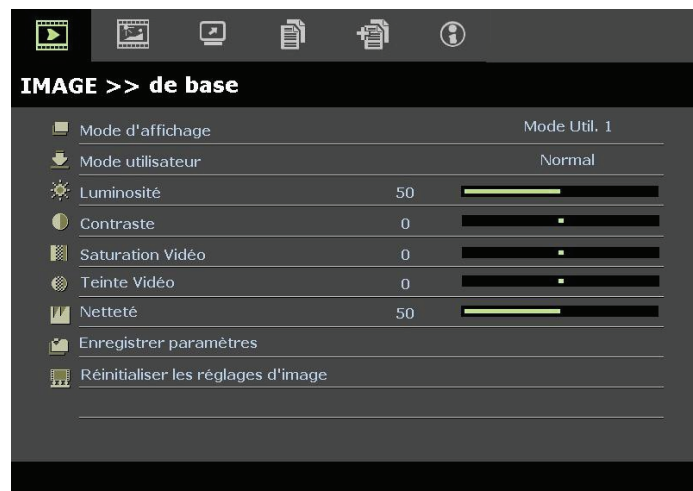 IMAGE >> de base
Mode d'affichage Mode Util. 1
Mode utilisateur Normal
Luminosité 50
Contraste 0
Saturation Vidéo 0
Teinte Vidéo 0
Netteté 50
Enregistrer paramètres
Réinitialiser les réglages d'image